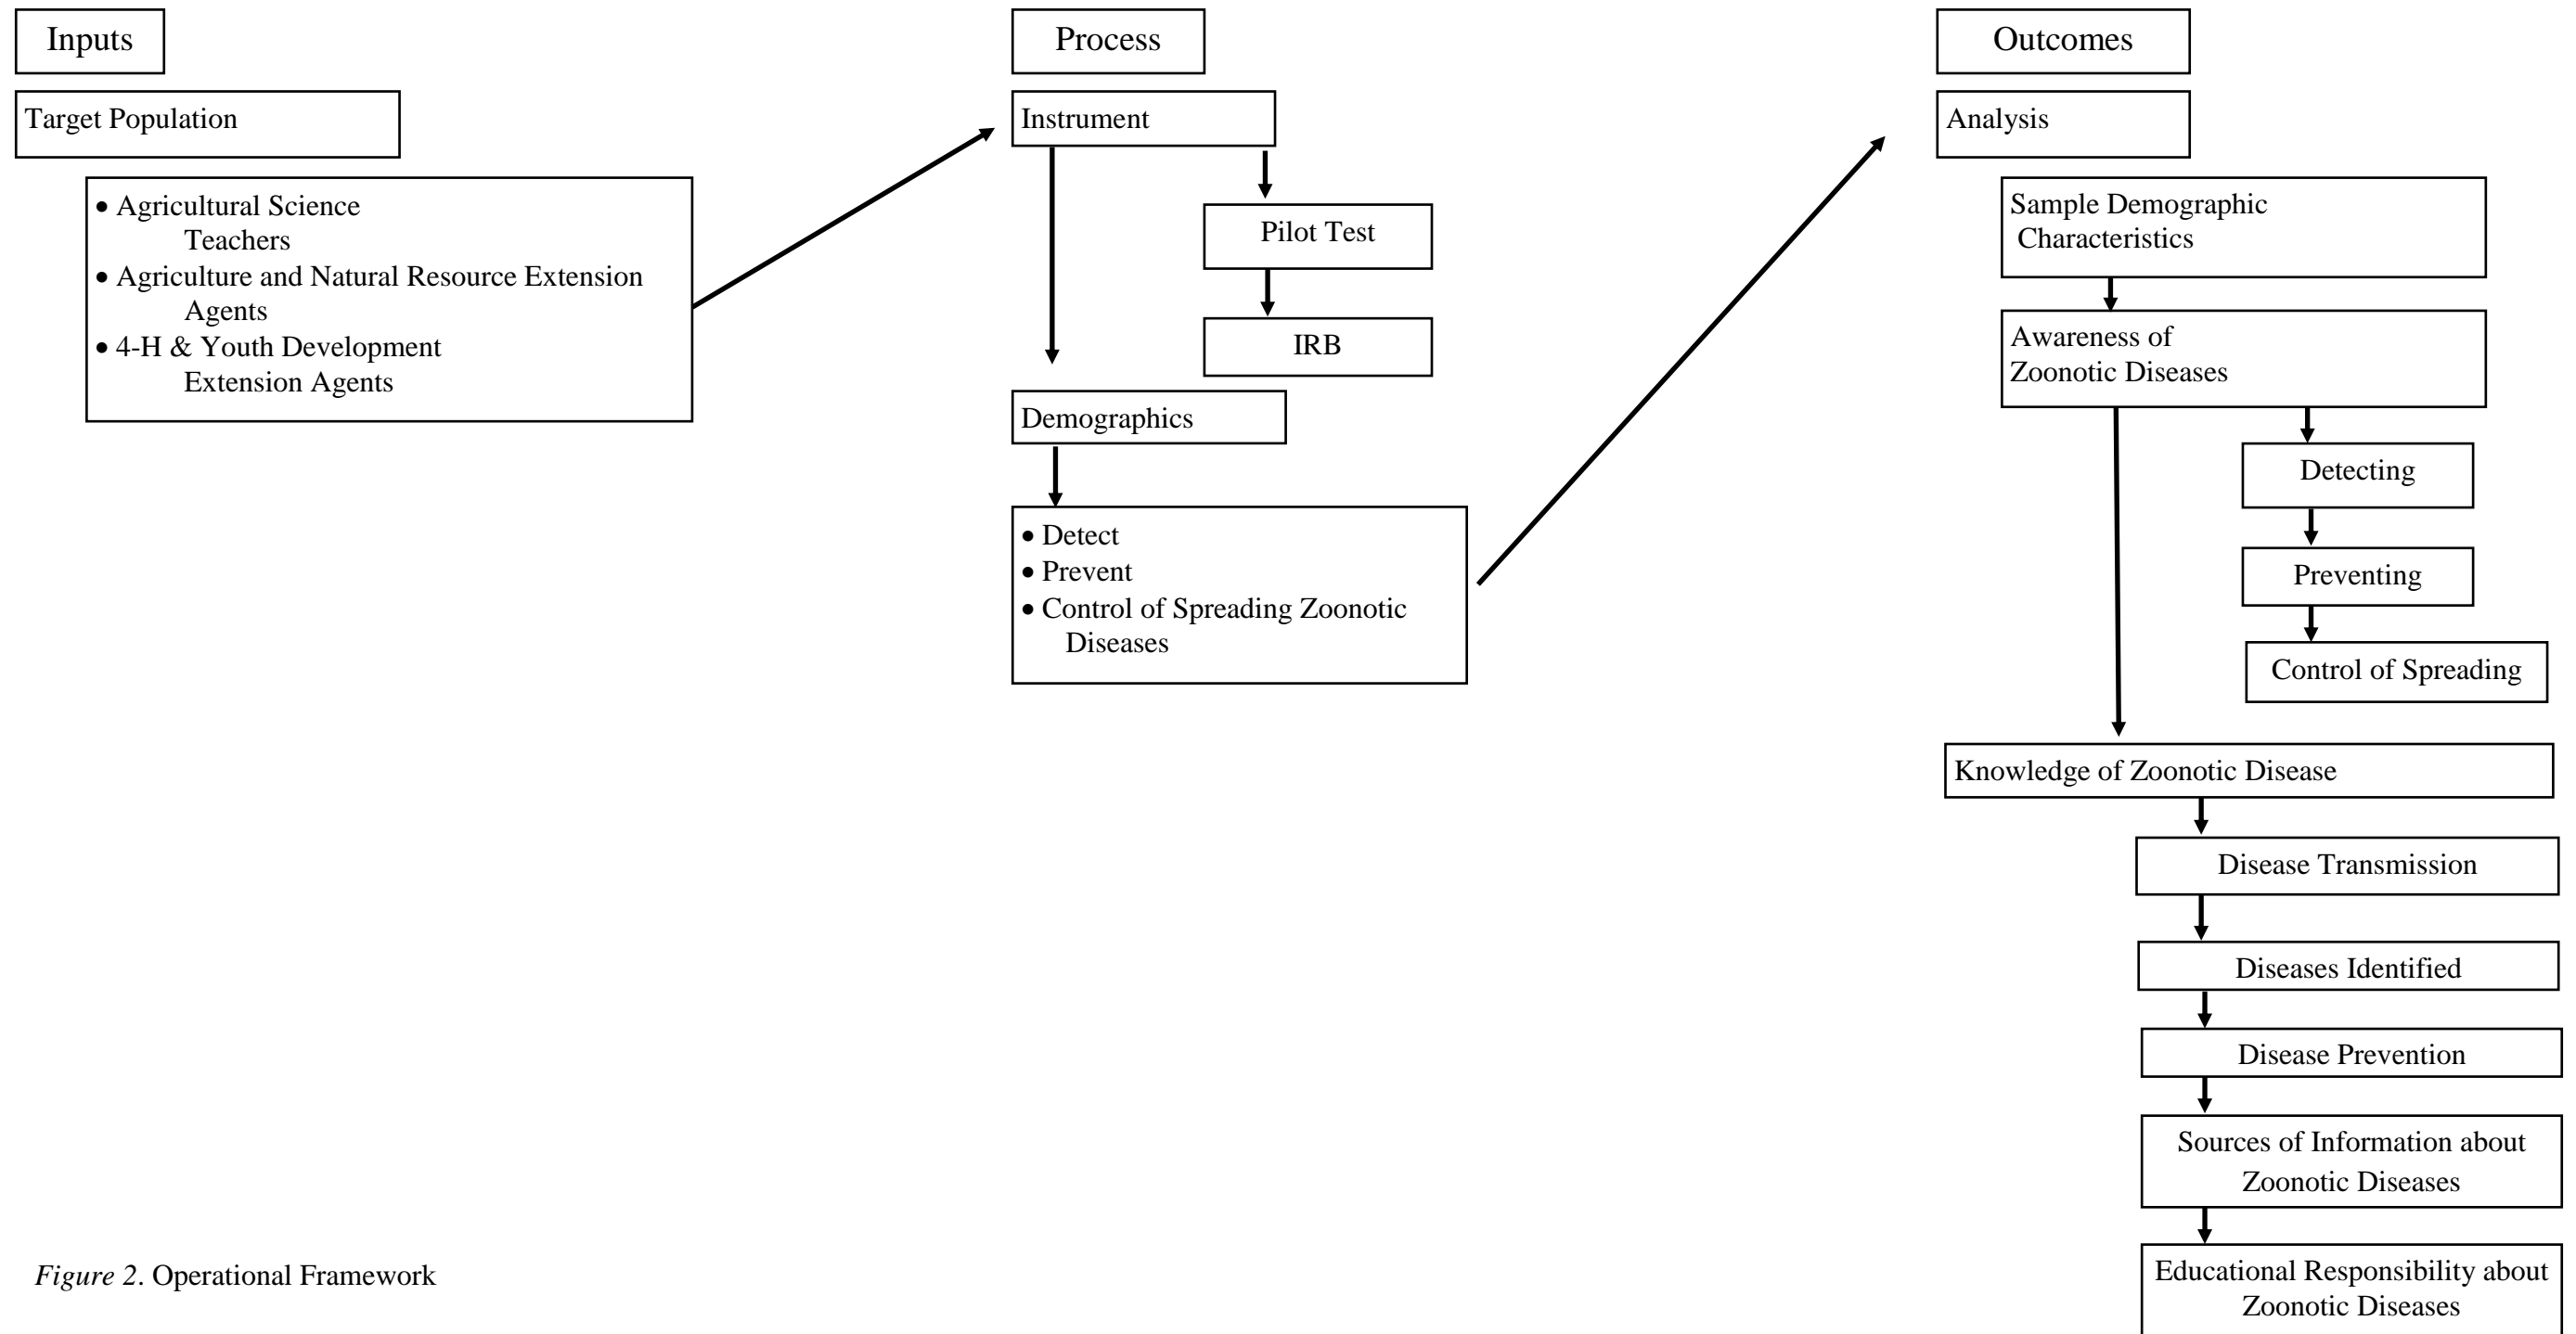 Inputs
Target Population
• Agricultural Science
Teachers
• Agriculture and Natural Resource Extension
Agents
• 4-H & Youth Development
Extension Agents
Process
Instrument
Pilot Test
IRB
Demographics
• Detect
• Prevent
• Control of Spreading Zoonotic
Diseases
Outcomes
Analysis
Sample Demographic
Characteristics
Awareness of
Zoonotic Diseases
Detecting
Preventing
Control of Spreading
Knowledge of Zoonotic Disease
Disease Transmission
Diseases Identified
Disease Prevention
Sources of Information about
Zoonotic Diseases
Educational Responsibility about
Zoonotic Diseases
Figure 2. Operational Framework